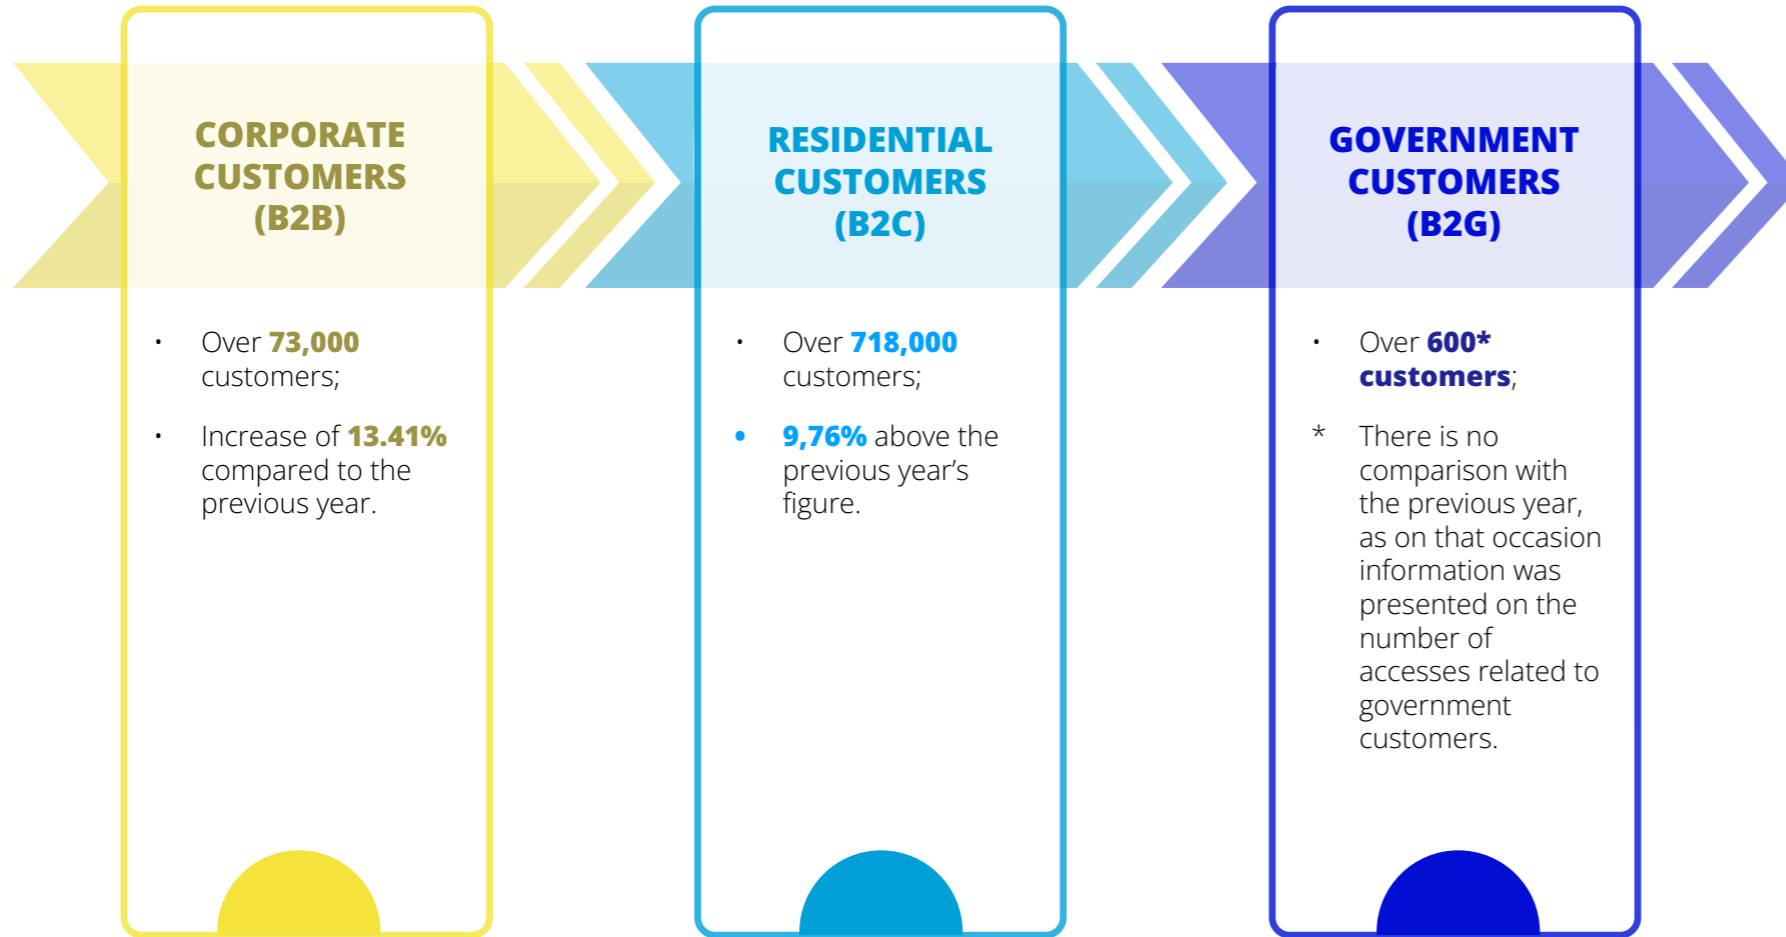 CORPORATE
CUSTOMERS
(B2B)
• Over 73,000
customers;
• Increase of 13.41%
compared to the
previous year.
RESIDENTIAL
CUSTOMERS
(B2C)
• Over 718,000
customers;
• 9,76% above the
previous year’s
figure.
GOVERNMENT
CUSTOMERS
(B2G)
• Over 600*
customers;
* There is no
comparison with
the previous year,
as on that occasion
information was
presented on the
number of
accesses related to
government
customers.